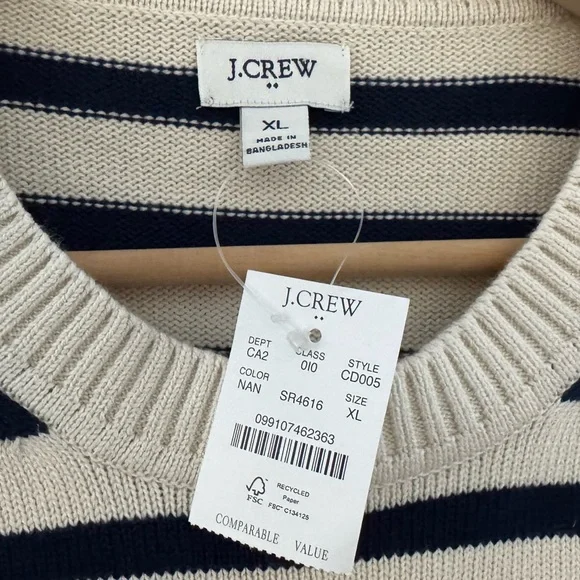 J.CREW
XL
MADE IN
BANGLADESH
J.CREW
DEPT CLASS STYLE
CA2 010 CD005
COLOR SIZE
NAN SR4616 XL
099107462363
FSC
RECYCLED
Paper
FSC® C134125
COMPARABLE VALUE